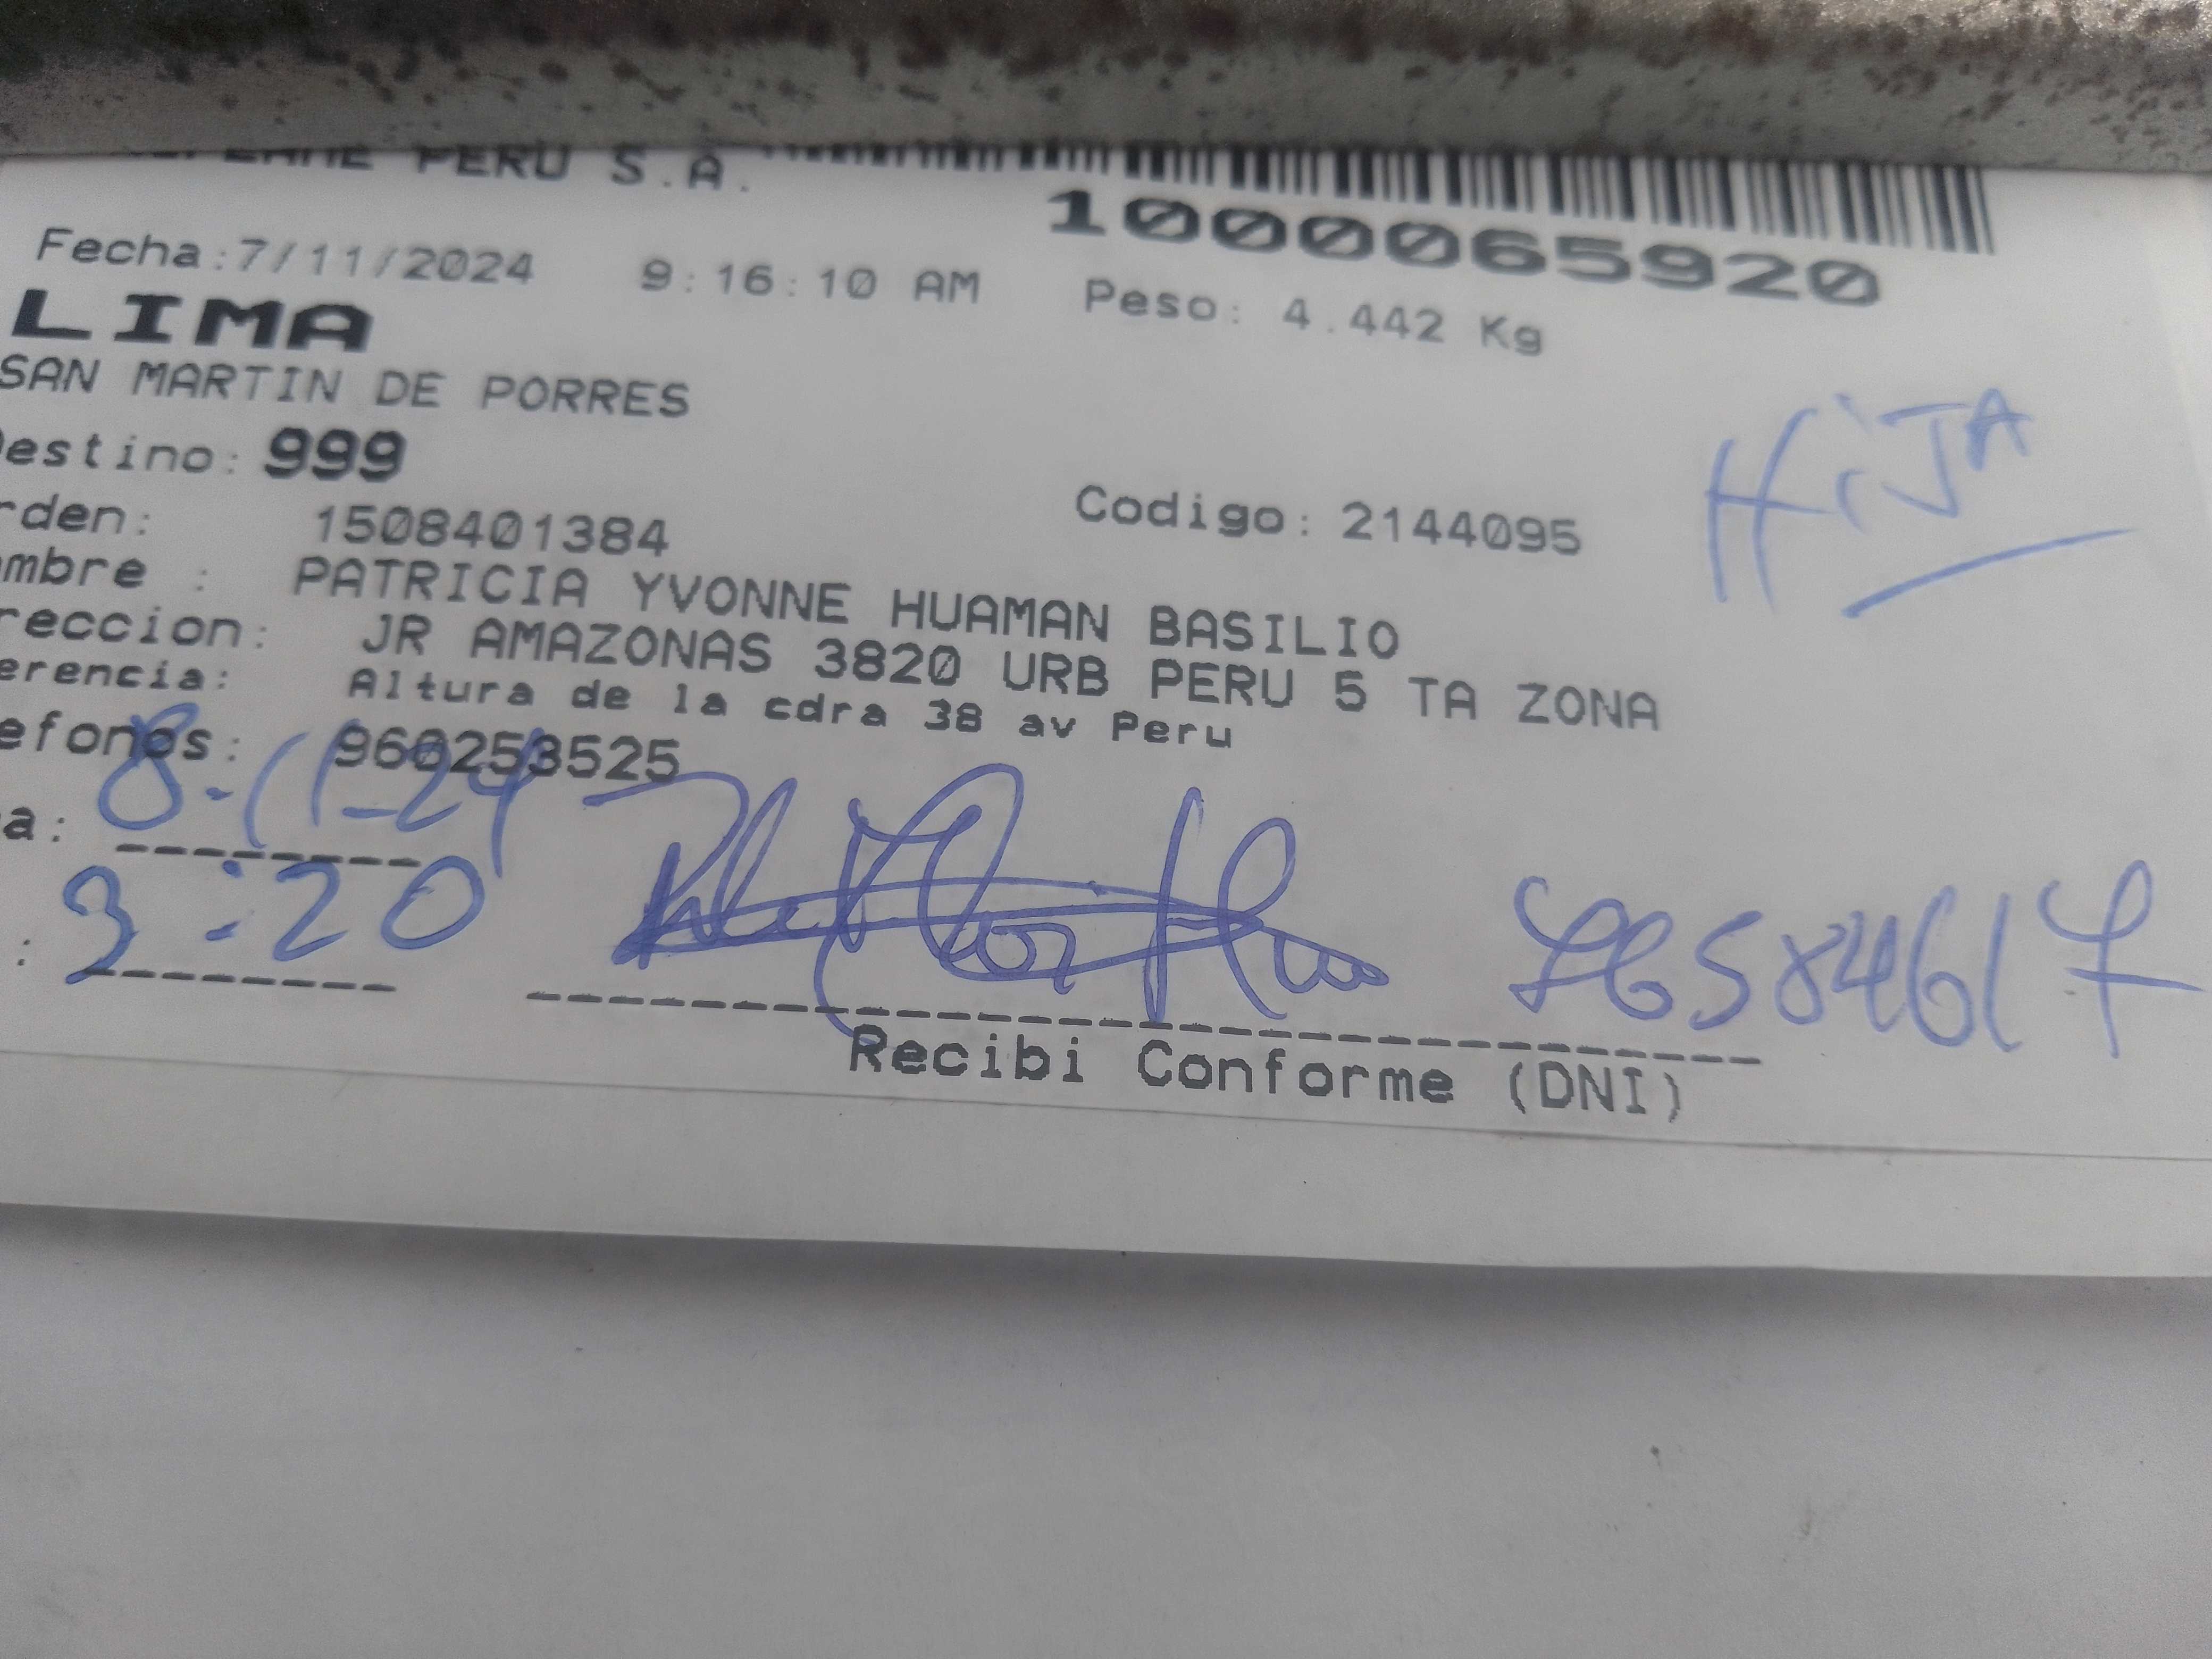 PERU S.A.
1000065920
Fecha:7/11/2024 9:16:10 AM Peso: 4.442 Kg
LIMA
SAN MARTIN DE PORRES
HiJA
estino: 999
rden: 1508401384 Codigo: 2144095
mbre : PATRICIA YVONNE HUAMAN BASILIO
reccion: JR AMAZONAS 3820 URB PERU 5 TA ZONA
erencia: Altura de la cdra 38 av Peru
efonos: 960253525
a: 8-11-24
: 3:20
Recibi Conforme (DNI)